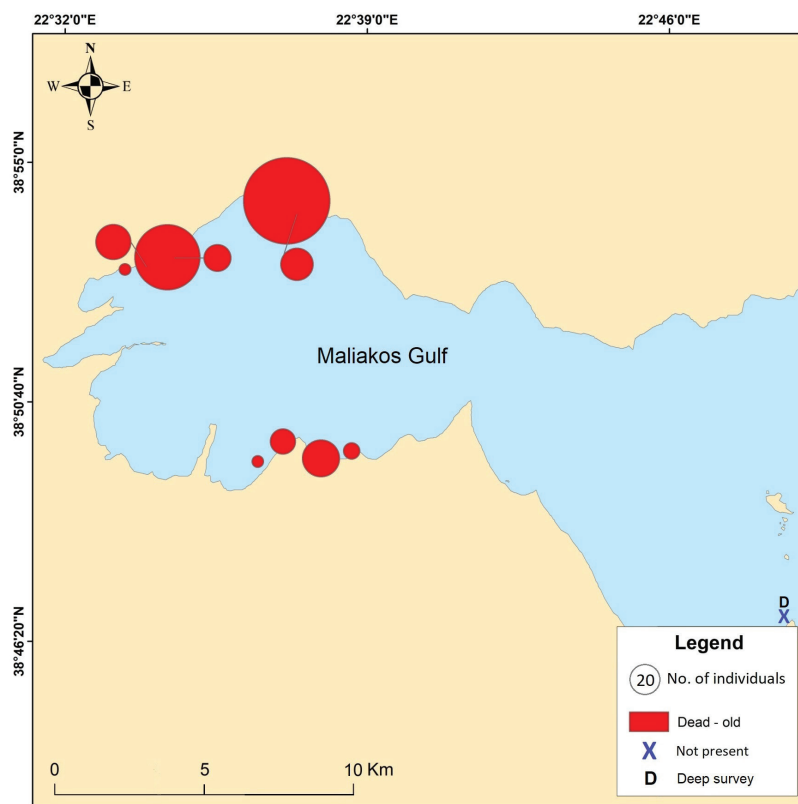 22°32'0"E 22°39'0"E 22°46'0"E
N
W E
S
38°55'0"N
Maliakos Gulf
38°50'40"N
D
X
38°46'20"N
Legend
20 No. of individuals
Dead - old
X Not present
D Deep survey
0 5 10 Km